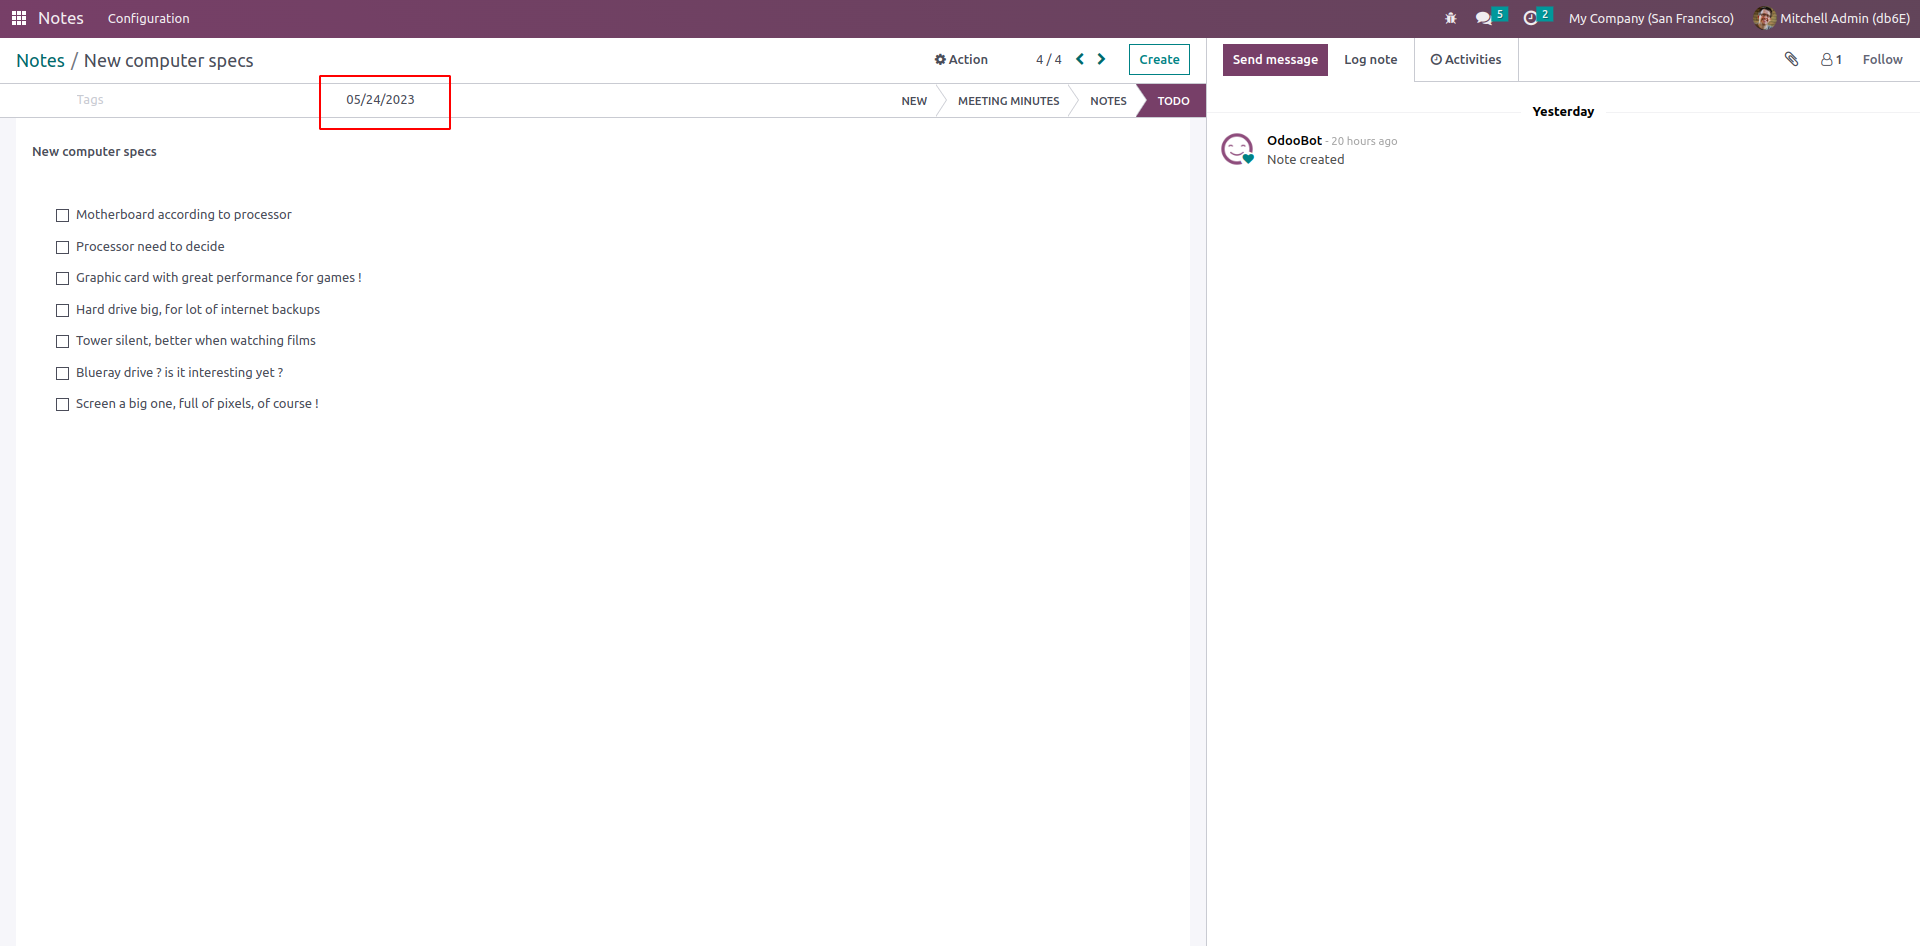 Notes Configuration 5 2 My Company (San Francisco) Mitchell Admin (db6E)
Notes / New computer specs Action 4 / 4 Create Send message Log note Activities 1 Follow
Tags 05/24/2023 NEW MEETING MINUTES NOTES TODO
Yesterday
OdooBot - 20 hours ago
Note created
New computer specs
Motherboard according to processor
Processor need to decide
Graphic card with great performance for games !
Hard drive big, for lot of internet backups
Tower silent, better when watching films
Blueray drive ? is it interesting yet ?
Screen a big one, full of pixels, of course !